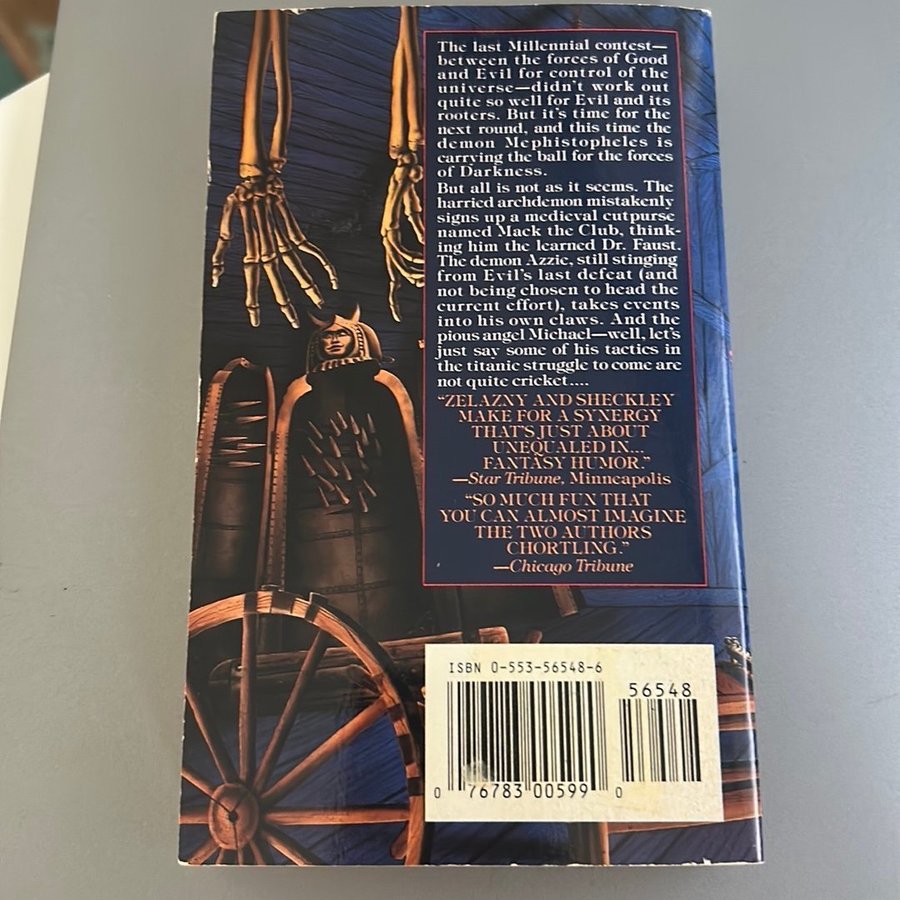 The last Millennial contest—
between the forces of Good
and Evil for control of the
universe—didn't work out
quite so well for Evil and its
rooters. But it's time for the
next round, and this time the
demon Mephistopheles is
carrying the ball for the forces
of Darkness.
But all is not as it seems. The
harried archdemon mistakenly
signs up a medieval cutpurse
named Mack the Club, think-
ing him the learned Dr. Faust.
The demon Azzie, still stinging
from Evil's last defeat (and
not being chosen to head the
current effort), takes events
into his own claws. And the
pious angel Michael—well, let's
just say some of his tactics in
the titanic struggle to come are
not quite cricket....
"ZELAZNY AND SHECKLEY
MAKE FOR A SYNERGY
THAT'S JUST ABOUT
UNEQUALED IN...
FANTASY HUMOR."
—Star Tribune, Minneapolis
"SO MUCH FUN THAT
YOU CAN ALMOST IMAGINE
THE TWO AUTHORS
CHORTLING."
—Chicago Tribune
ISBN 0-553-56548-6
56548
0 76783 00599 0